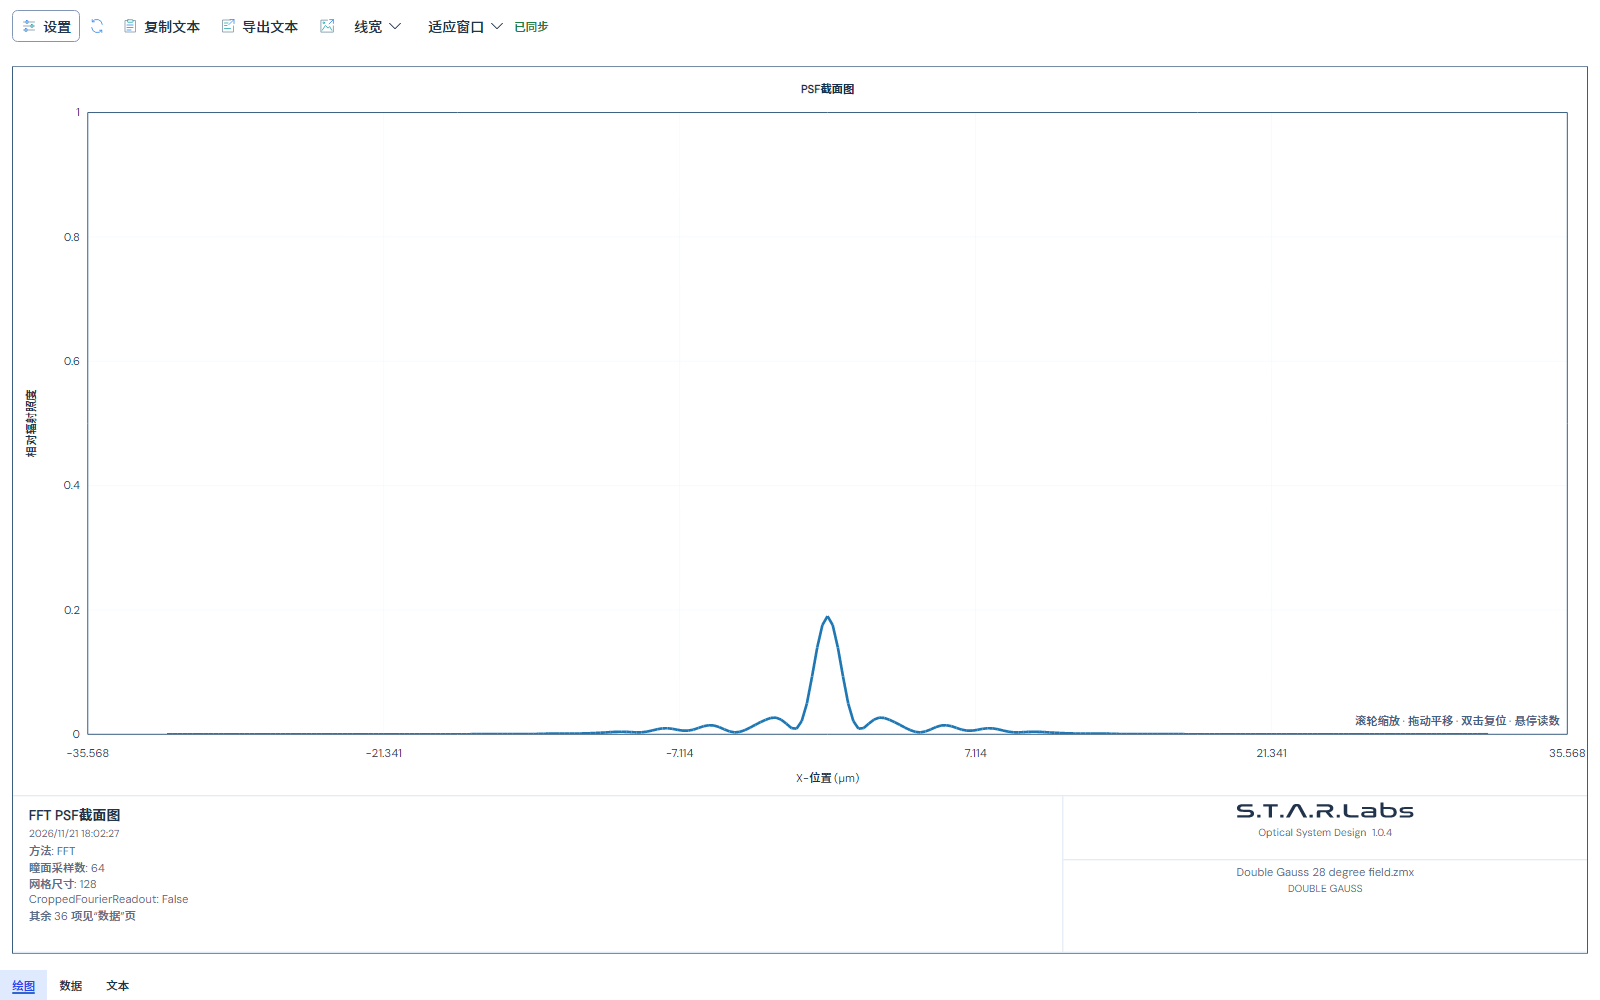 设置 复制文本 导出文本 线宽 适应窗口 已同步
PSF截面图
1
0.8
0.6
0.4
0.2
0
相对辐射照度
滚轮缩放 · 拖动平移 · 双击复位 · 悬停读数
-35.568 -21.341 -7.114 7.114 21.341 35.568
X-位置 (µm)
FFT PSF截面图
2026/11/21 18:02:27
方法: FFT
瞳面采样数: 64
网格尺寸: 128
CroppedFourierReadout: False
其余 36 项见“数据”页
S.T.A.R.Labs
Optical System Design 1.0.4
Double Gauss 28 degree field.zmx
DOUBLE GAUSS
绘图 数据 文本